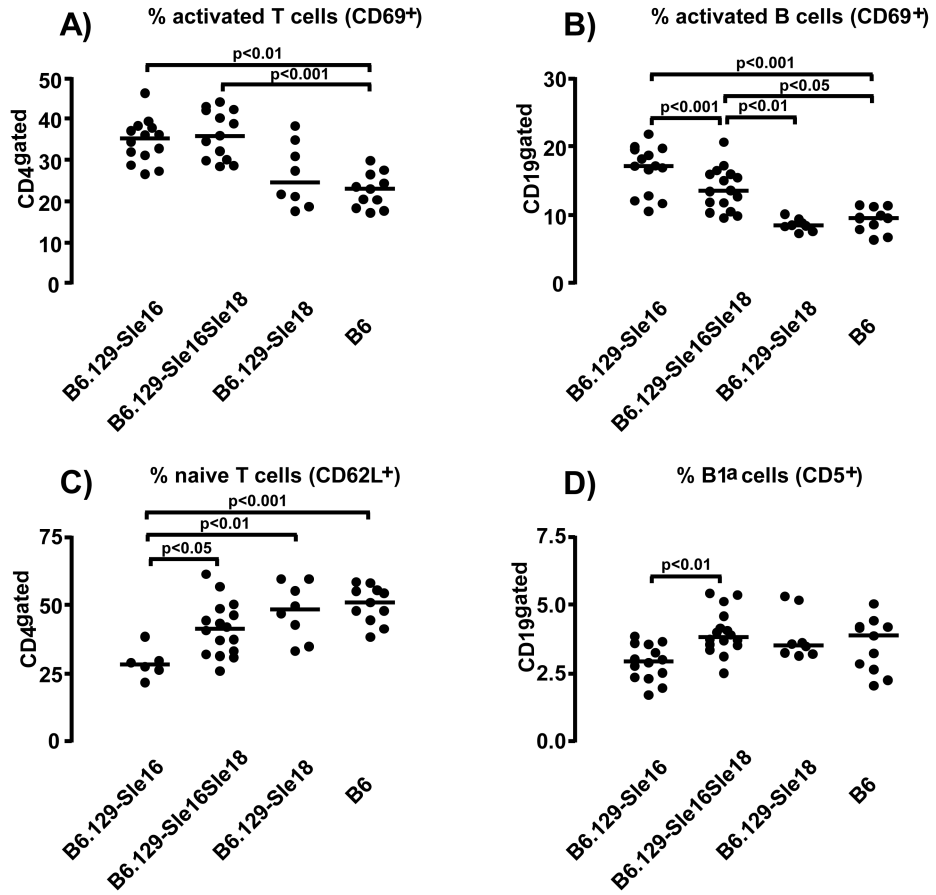 A)
% activated T cells (CD69+)
p<0.01
p<0.001
CD4gated
50
40
30
20
10
0
B6.129-Sle16
B6.129-Sle16Sle18
B6.129-Sle18
B6
B)
% activated B cells (CD69+)
p<0.001
p<0.05
p<0.001
p<0.01
CD19gated
30
20
10
0
B6.129-Sle16
B6.129-Sle16Sle18
B6.129-Sle18
B6
C)
% naive T cells (CD62L+)
p<0.001
p<0.01
p<0.05
CD4gated
75
50
25
0
B6.129-Sle16
B6.129-Sle16Sle18
B6.129-Sle18
B6
D)
% B1a cells (CD5+)
p<0.01
CD19gated
7.5
5.0
2.5
0.0
B6.129-Sle16
B6.129-Sle16Sle18
B6.129-Sle18
B6